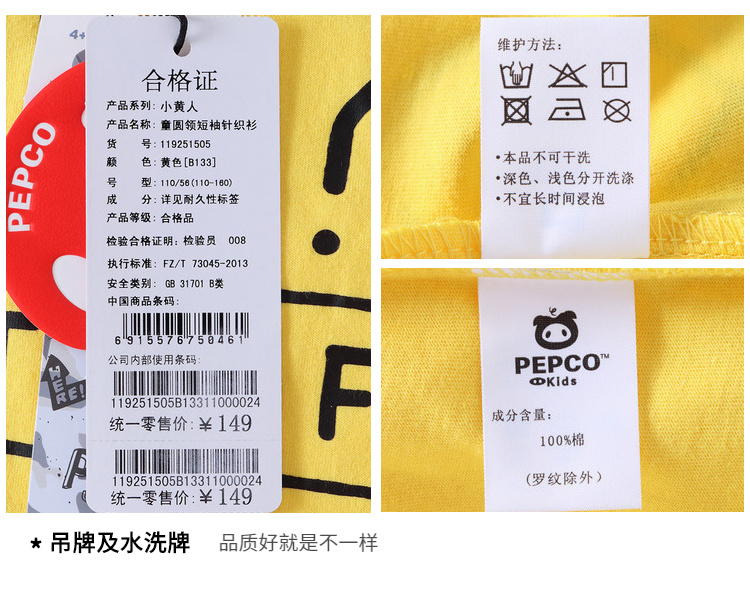 4+
PEPCO
合格证
产品系列: 小黄人
产品名称: 童圆领短袖针织衫
货 号: 119251505
颜 色: 黄色[B133]
号 型: 110/56(110-160)
成 分: 详见耐久性标签
产品等级: 合格品
检验合格证明: 检验员 008
执行标准: FZ/T 73045-2013
安全类别: GB 31701 B类
中国商品条码:
6915576750461
公司内部使用条码:
119251505B13311000024
统一零售价: ¥149
119251505B13311000024
统一零售价: ¥149
HERE!
P
F
维护方法:
•本品不可干洗
•深色、浅色分开洗涤
•不宜长时间浸泡
PEPCO™
Kids
成分含量:
100%棉
(罗纹除外)
★ 吊牌及水洗牌 品质好就是不一样